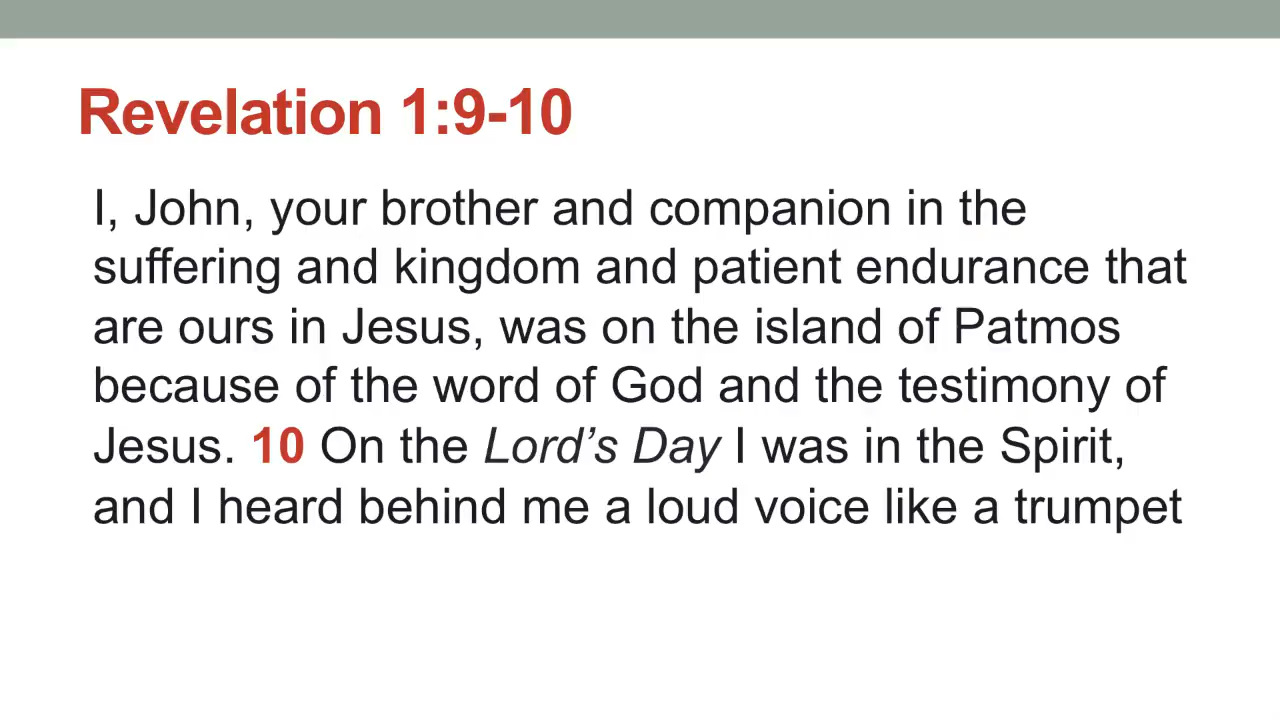 Revelation 1:9-10
I, John, your brother and companion in the
suffering and kingdom and patient endurance that
are ours in Jesus, was on the island of Patmos
because of the word of God and the testimony of
Jesus. 10 On the Lord’s Day I was in the Spirit,
and I heard behind me a loud voice like a trumpet